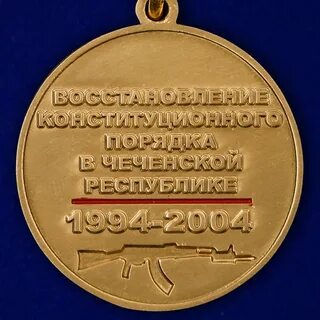 ВОССТАНОВЛЕНИЕ
КОНСТИТУЦИОННОГО
ПОРЯДКА
В ЧЕЧЕНСКОЙ
РЕСПУБЛИКЕ
1994-2004